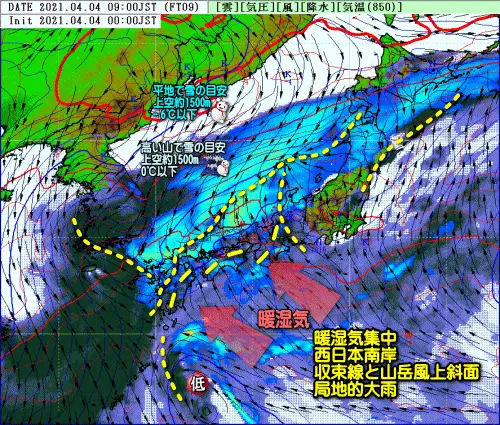 DATE 2021.04.04 09:00JST (FT09)
[雲][気圧][風][降水][気温(850)]
Init 2021.04.04 00:00JST
平地で雪の目安
上空約1500m
-6℃以下
高い山で雪の目安
上空約1500m
0℃以下
暖湿気
暖湿気集中
西日本南岸
収束線と山岳風上斜面
局地的大雨
低